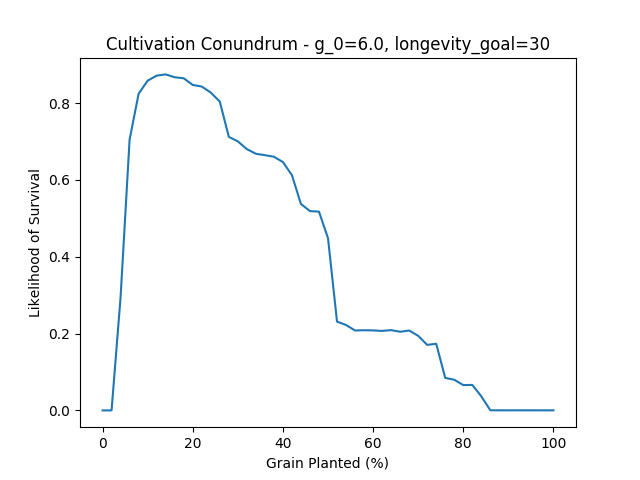 Cultivation Conundrum - g_0=6.0, longevity_goal=30
Likelihood of Survival
0.8
0.6
0.4
0.2
0.0
0 20 40 60 80 100
Grain Planted (%)